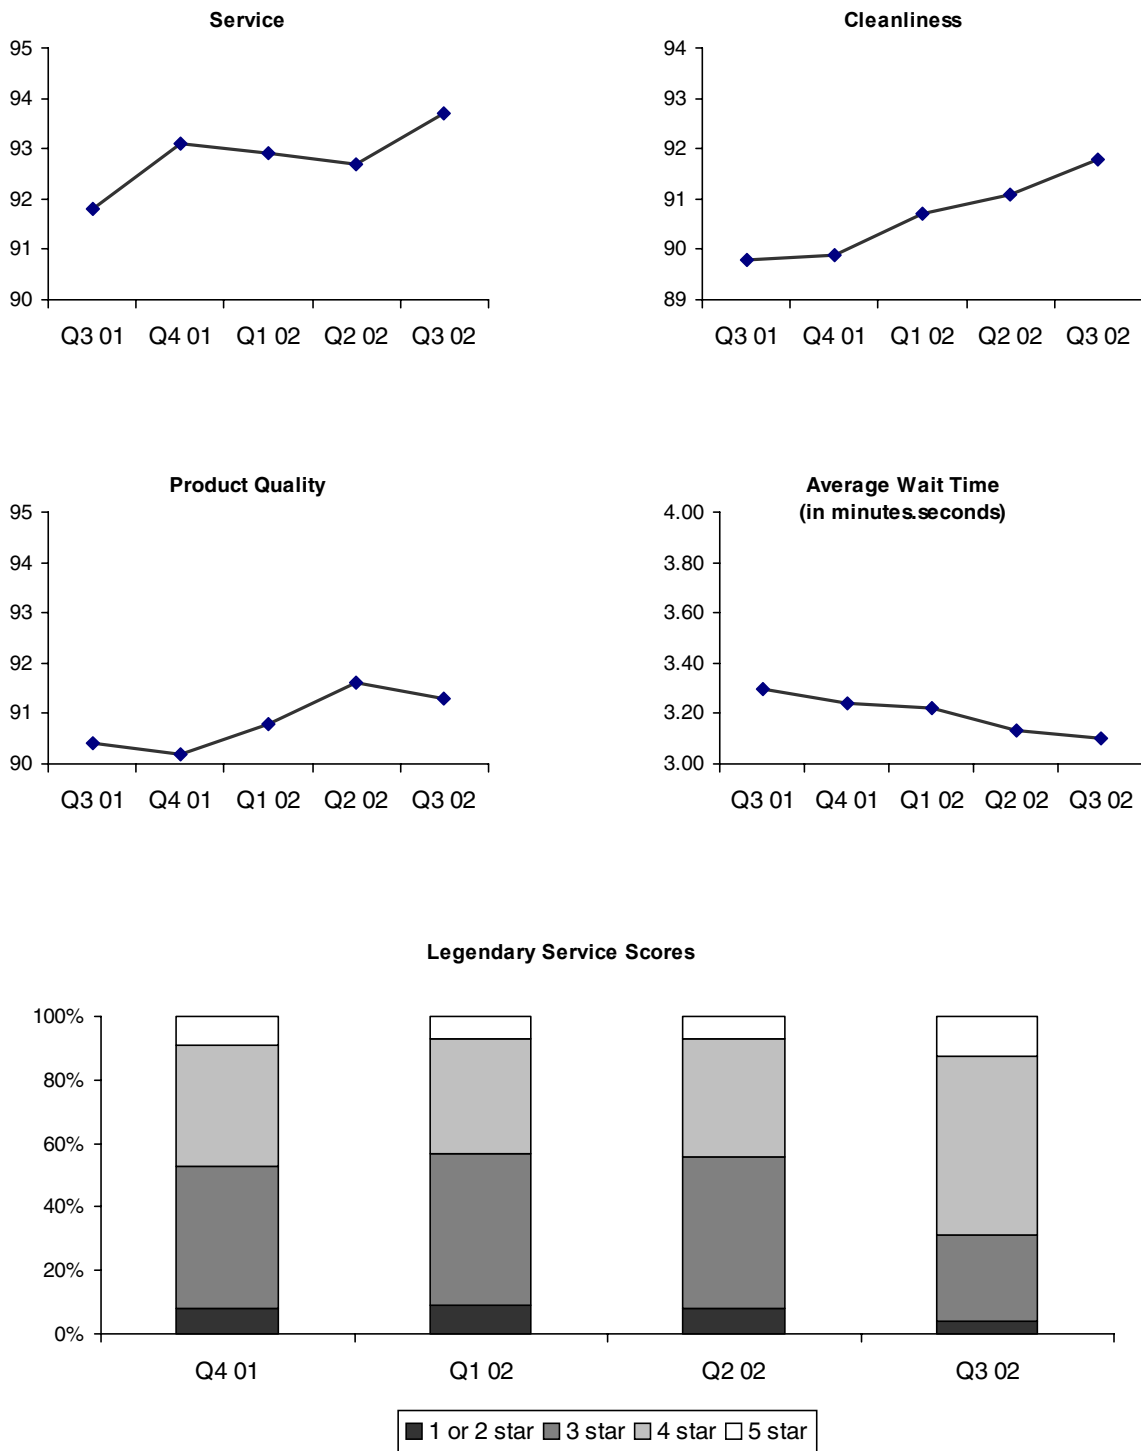 Service
95
94
93
92
91
90
Q3 01 Q4 01 Q1 02 Q2 02 Q3 02
Cleanliness
94
93
92
91
90
89
Q3 01 Q4 01 Q1 02 Q2 02 Q3 02
Product Quality
95
94
93
92
91
90
Q3 01 Q4 01 Q1 02 Q2 02 Q3 02
Average Wait Time
(in minutes.seconds)
4.00
3.80
3.60
3.40
3.20
3.00
Q3 01 Q4 01 Q1 02 Q2 02 Q3 02
Legendary Service Scores
100%
80%
60%
40%
20%
0%
Q4 01 Q1 02 Q2 02 Q3 02
1 or 2 star 3 star 4 star 5 star